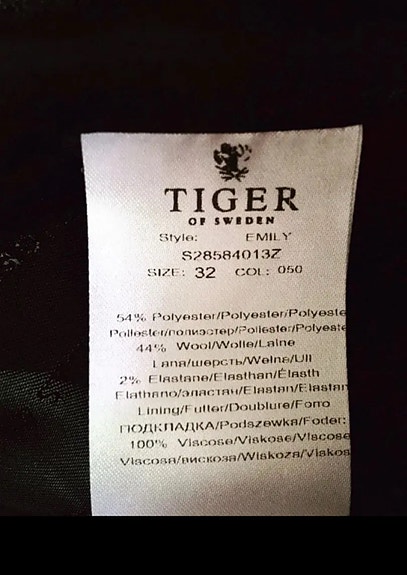 TIGER
OF SWEDEN
Style: EMILY
S28584013Z
SIZE: 32 COL: 050
54% Polyester/Polyester/Polyeste
Poliester/полиэстер/Poliester/Polyeste
44% Wool/Wolle/Laine
Lana/шерсть/Wełna/Ull
2% Elastane/Elasthan/Élasth
Elathano/эластан/Elastan/Elastan
Lining/Futter/Doublure/Forro
ПОДКЛАДКА/Podszewka/Foder:
100% Viscose/Viskose/Viscose
Viscosa/вискоза/Wiskoza/Viskos